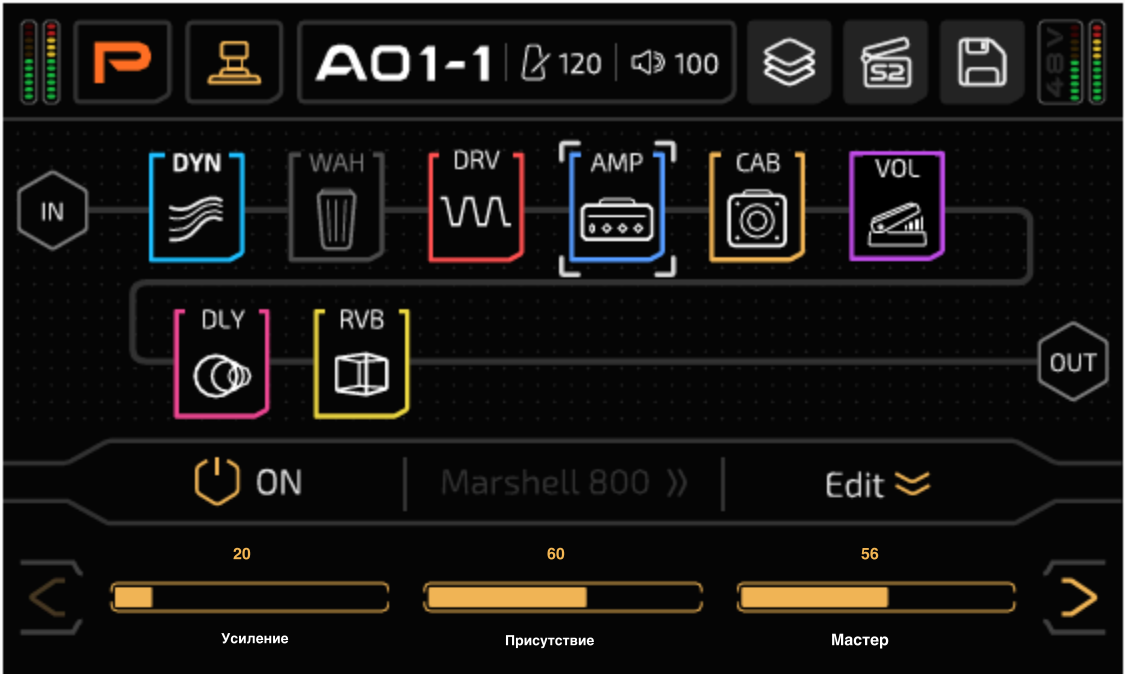 A01-1 120 100 S2 48V
DYN WAH DRV AMP CAB VOL
IN
DLY RVB
OUT
ON Marshell 800 Edit
20 60 56
Усиление Присутствие Мастер